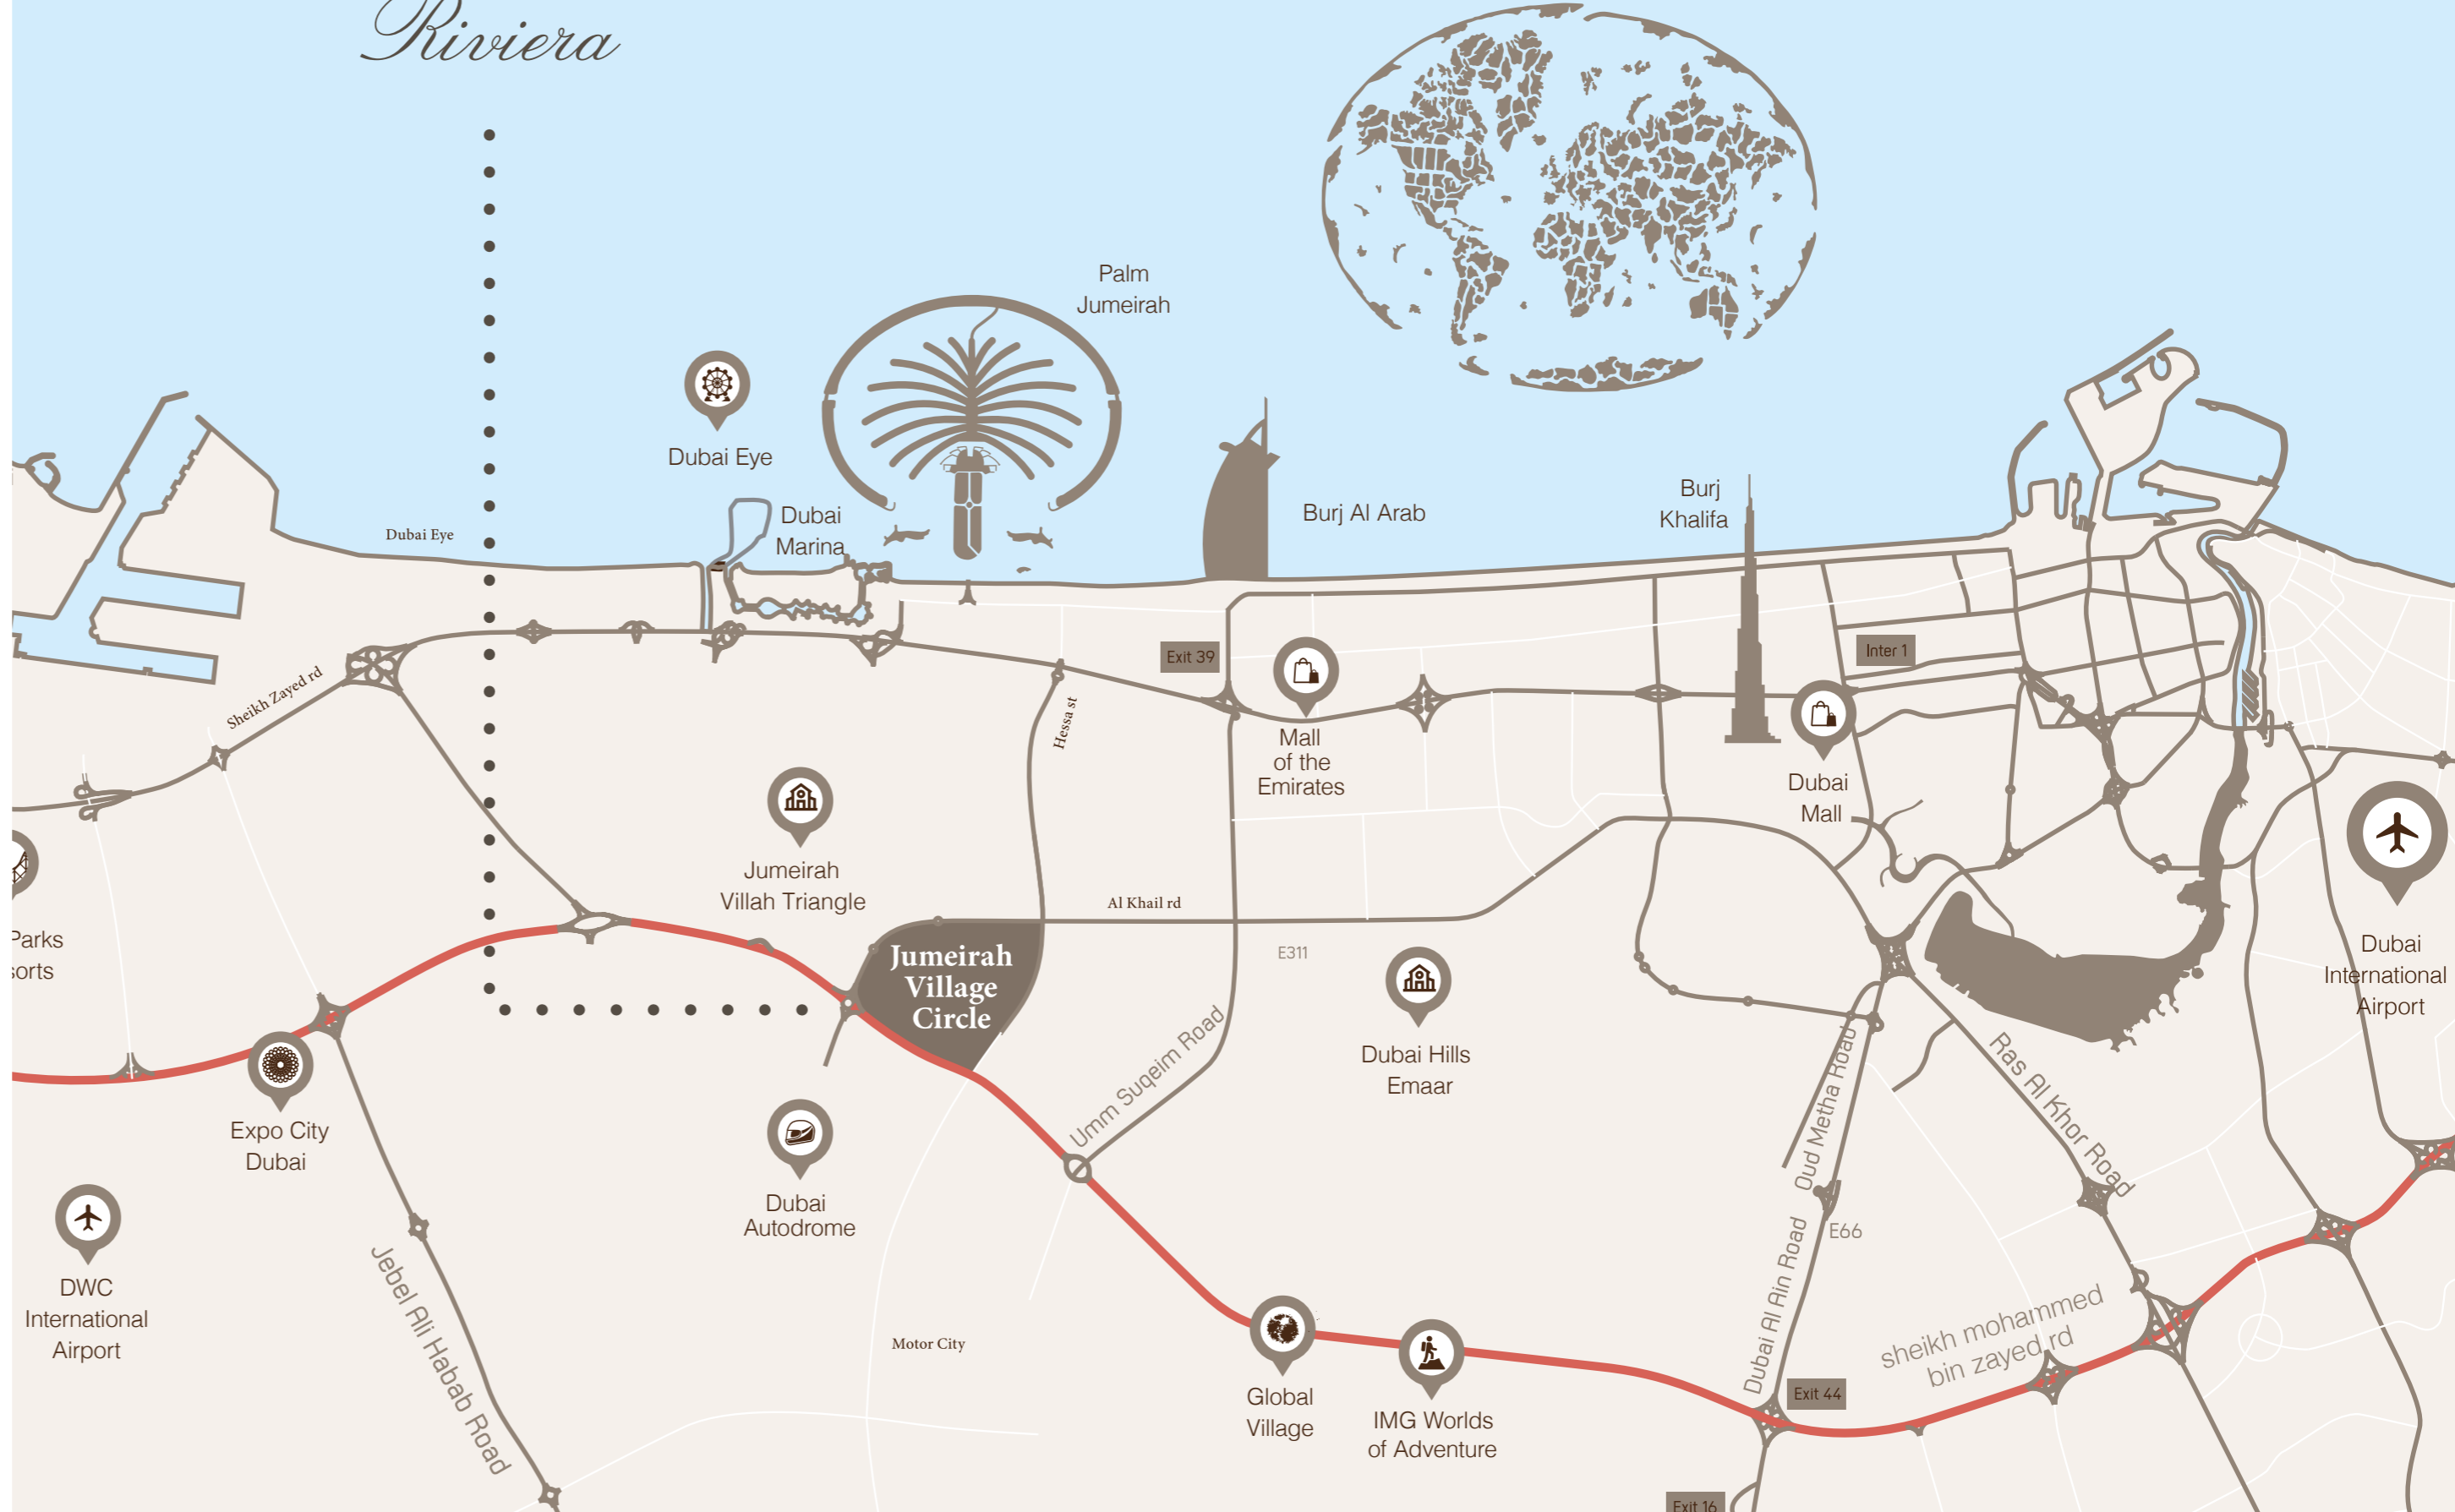 Riviera
Palm
Jumeirah
Dubai Eye
Dubai
Marina
Dubai Eye
Burj Al Arab
Burj
Khalifa
Sheikh Zayed rd
Exit 39
Inter 1
Hessa st
Mall
of the
Emirates
Dubai
Mall
Jumeirah
Villah Triangle
Al Khail rd
E311
Parks
sorts
Jumeirah
Village
Circle
Dubai
International
Airport
Dubai Hills
Emaar
Umm Suqeim Road
Oud Metha Road
Ras Al Khor Road
Expo City
Dubai
Dubai
Autodrome
E66
DWC
International
Airport
Jebel Ali Habab Road
Motor City
Dubai Al Ain Road
sheikh mohammed
bin zayed rd
Exit 44
Global
Village
IMG Worlds
of Adventure
Exit 16